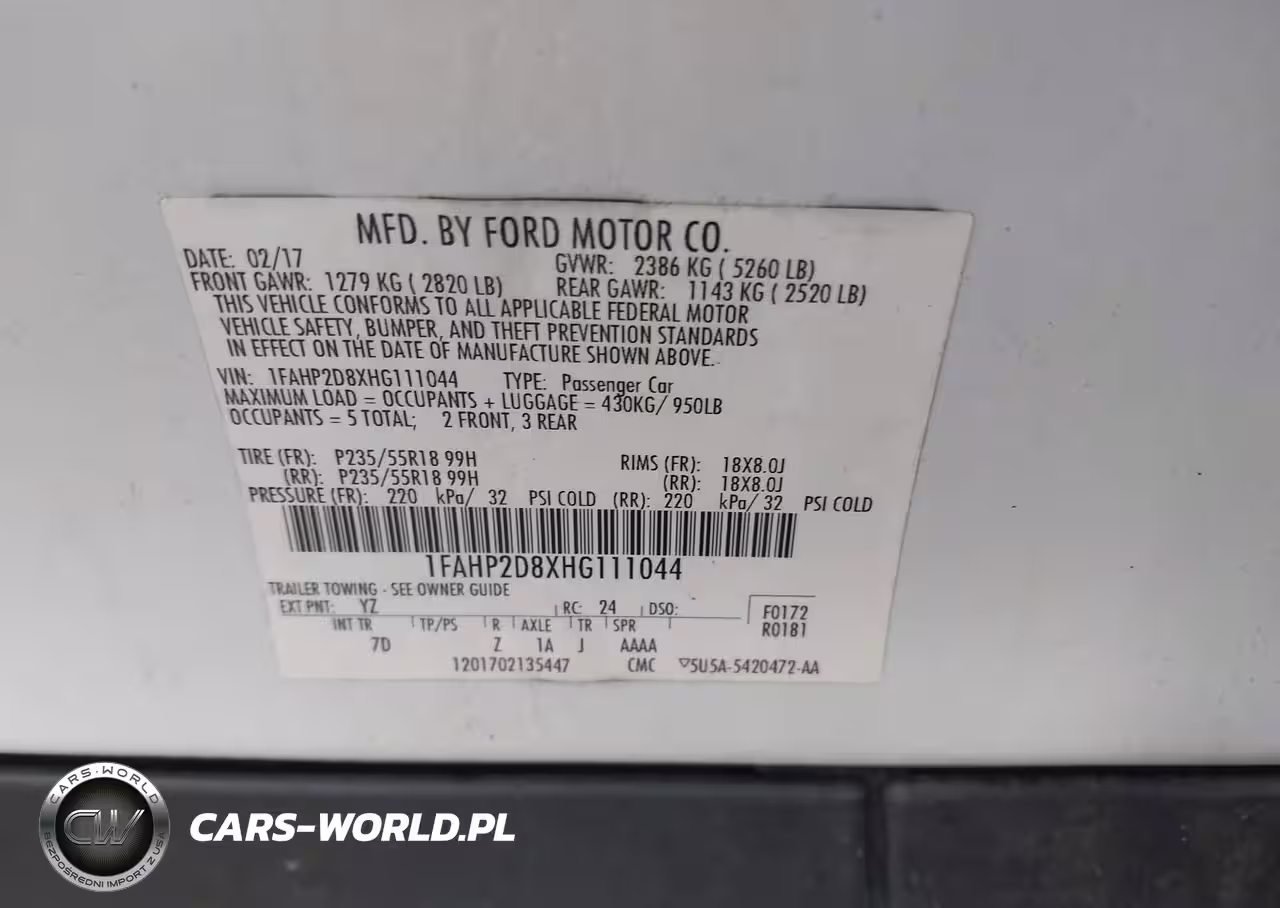 MFD. BY FORD MOTOR CO.
DATE: 02/17 GVWR: 2386 KG ( 5260 LB)
FRONT GAWR: 1279 KG ( 2820 LB) REAR GAWR: 1143 KG ( 2520 LB)
THIS VEHICLE CONFORMS TO ALL APPLICABLE FEDERAL MOTOR
VEHICLE SAFETY, BUMPER, AND THEFT PREVENTION STANDARDS
IN EFFECT ON THE DATE OF MANUFACTURE SHOWN ABOVE.
VIN: 1FAHP2D8XHG111044 TYPE: Passenger Car
MAXIMUM LOAD = OCCUPANTS + LUGGAGE = 430KG/ 950LB
OCCUPANTS = 5 TOTAL; 2 FRONT, 3 REAR
TIRE (FR): P235/55R18 99H RIMS (FR): 18X8.0J
(RR): P235/55R18 99H (RR): 18X8.0J
PRESSURE (FR): 220 kPa/ 32 PSI COLD (RR): 220 kPa/ 32 PSI COLD
1FAHP2D8XHG111044
TRAILER TOWING - SEE OWNER GUIDE
EXT PNT: YZ RC: 24 DSO: F0172
INT TR TP/PS R AXLE TR SPR R0181
7D Z 1A J AAAA
1201702135447 CMC ▽5U5A-5420472-AA
CARS-WORLD
CW
BEZPOŚREDNI IMPORT Z USA
CARS-WORLD.PL